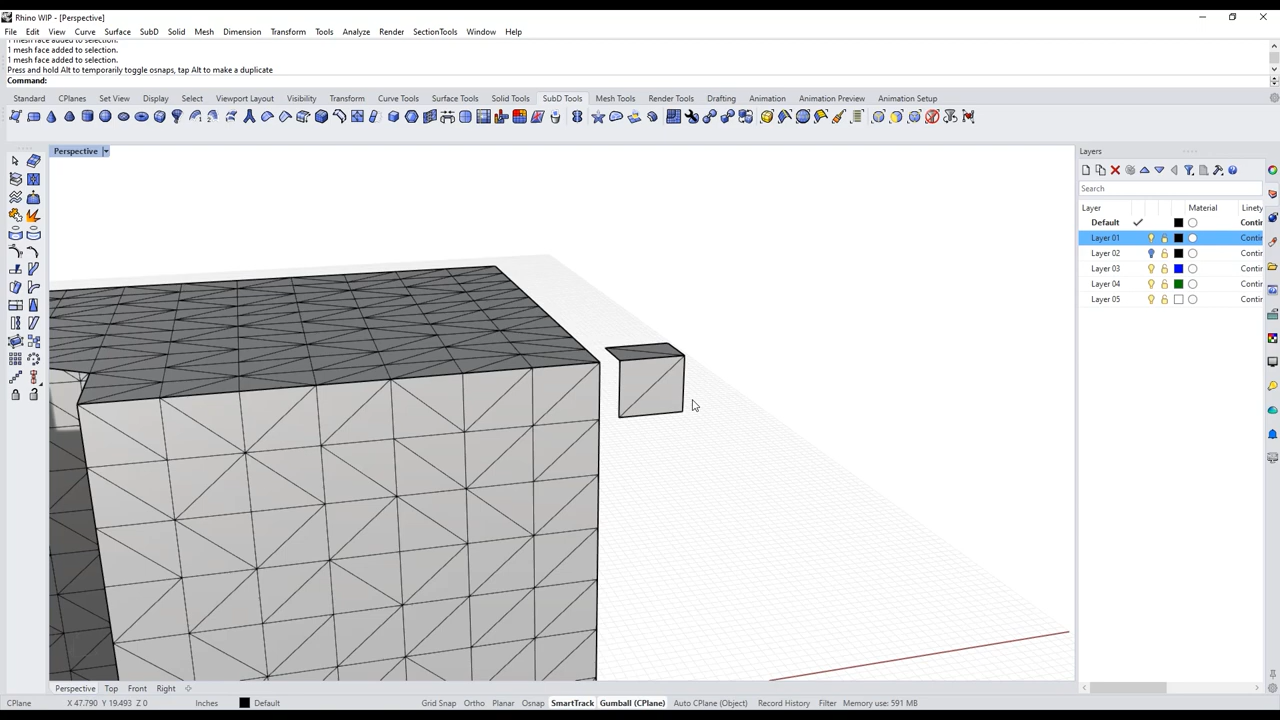 Rhino WIP - [Perspective]
File Edit View Curve Surface SubD Solid Mesh Dimension Transform Tools Analyze Render SectionTools Window Help
1 mesh face added to selection.
1 mesh face added to selection.
1 mesh face added to selection.
Press and hold Alt to temporarily toggle osnaps, tap Alt to make a duplicate
Command:
Standard CPlanes Set View Display Select Viewport Layout Visibility Transform Curve Tools Surface Tools Solid Tools SubD Tools Mesh Tools Render Tools Drafting Animation Animation Preview Animation Setup
Perspective
Layers
Search
Layer Material Linety
Default Contin
Layer 01 Contin
Layer 02 Contin
Layer 03 Contin
Layer 04 Contin
Layer 05 Contin
Perspective Top Front Right
CPlane X 47.790 Y 19.493 Z 0 Inches Default Grid Snap Ortho Planar Osnap SmartTrack Gumball (CPlane) Auto CPlane (Object) Record History Filter Memory use: 591 MB